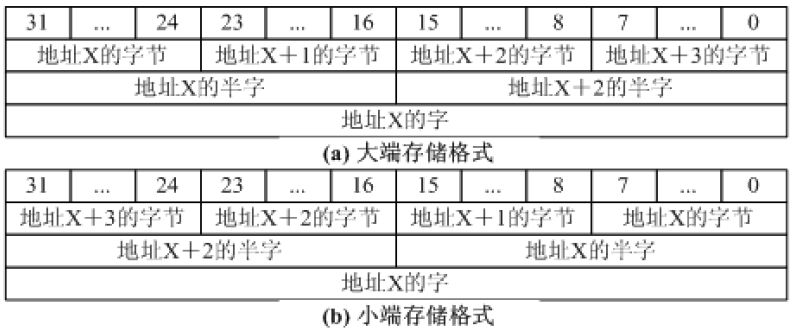 31 ... 24 23 ... 16 15 ... 8 7 ... 0
地址X的字节 地址X+1的字节 地址X+2的字节 地址X+3的字节
地址X的半字 地址X+2的半字
地址X的字
(a) 大端存储格式
31 ... 24 23 ... 16 15 ... 8 7 ... 0
地址X+3的字节 地址X+2的字节 地址X+1的字节 地址X的字节
地址X+2的半字 地址X的半字
地址X的字
(b) 小端存储格式